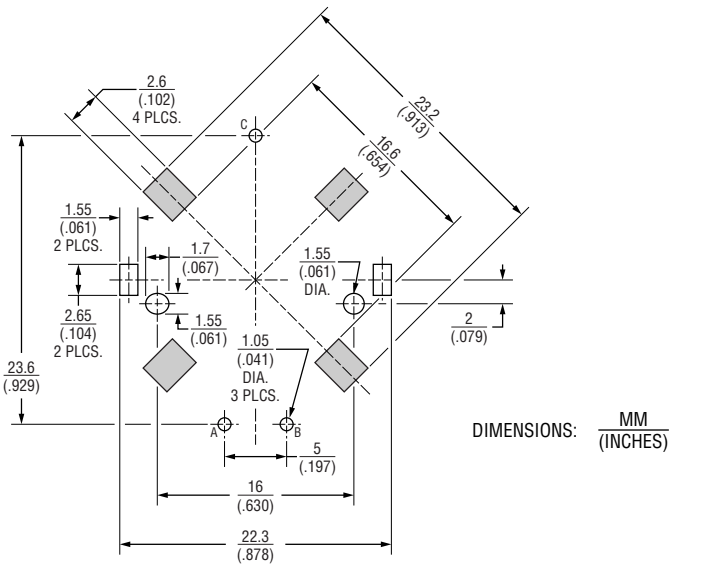 2.6
(.102)
4 PLCS.
C
23.2
(.913)
16.6
(.654)
1.55
(.061)
2 PLCS.
1.7
(.067)
1.55
(.061)
DIA.
2.65
(.104)
2 PLCS.
1.55
(.061)
2
(.079)
23.6
(.929)
1.05
(.041)
DIA.
3 PLCS.
A
B
5
(.197)
DIMENSIONS: MM
(INCHES)
16
(.630)
22.3
(.878)